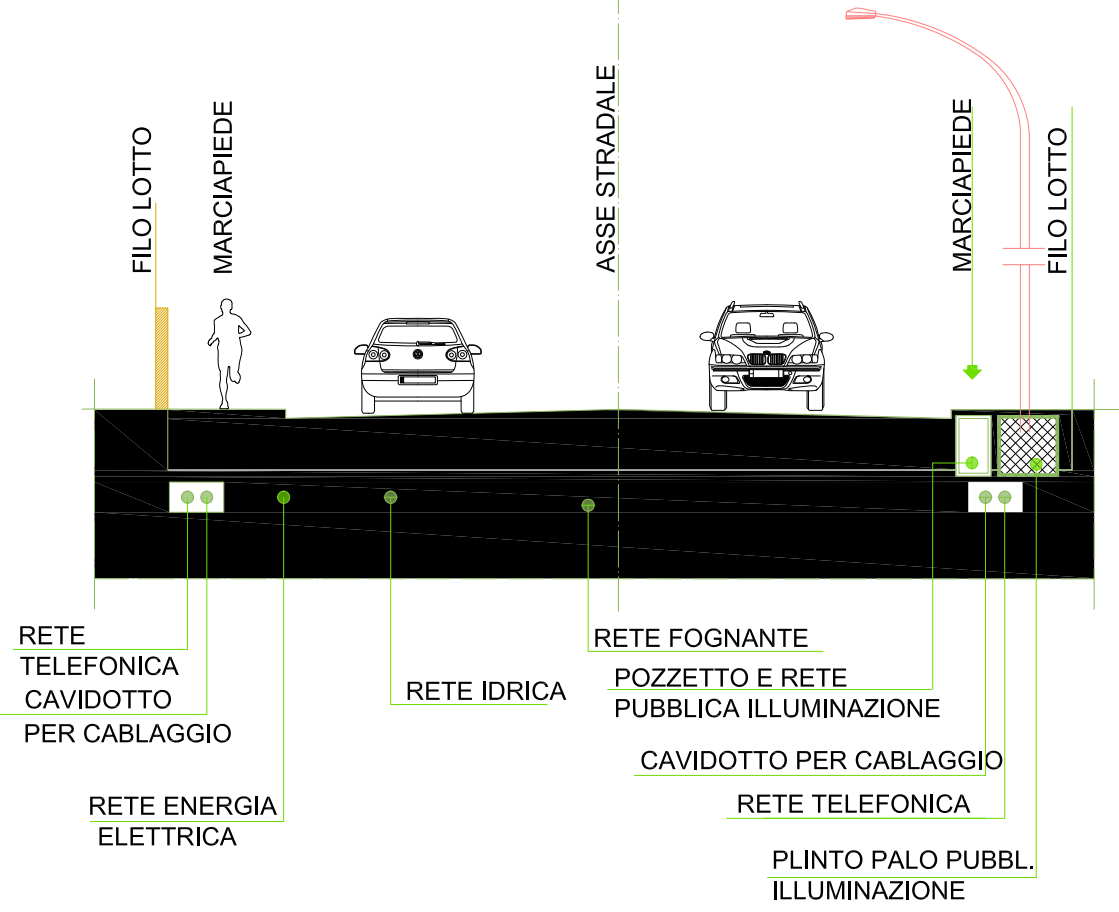 FILO LOTTO
MARCIAPIEDE
ASSE STRADALE
MARCIAPIEDE
FILO LOTTO
RETE
TELEFONICA
CAVIDOTTO
PER CABLAGGIO
RETE ENERGIA
ELETTRICA
RETE IDRICA
RETE FOGNANTE
POZZETTO E RETE
PUBBLICA ILLUMINAZIONE
CAVIDOTTO PER CABLAGGIO
RETE TELEFONICA
PLINTO PALO PUBBL.
ILLUMINAZIONE